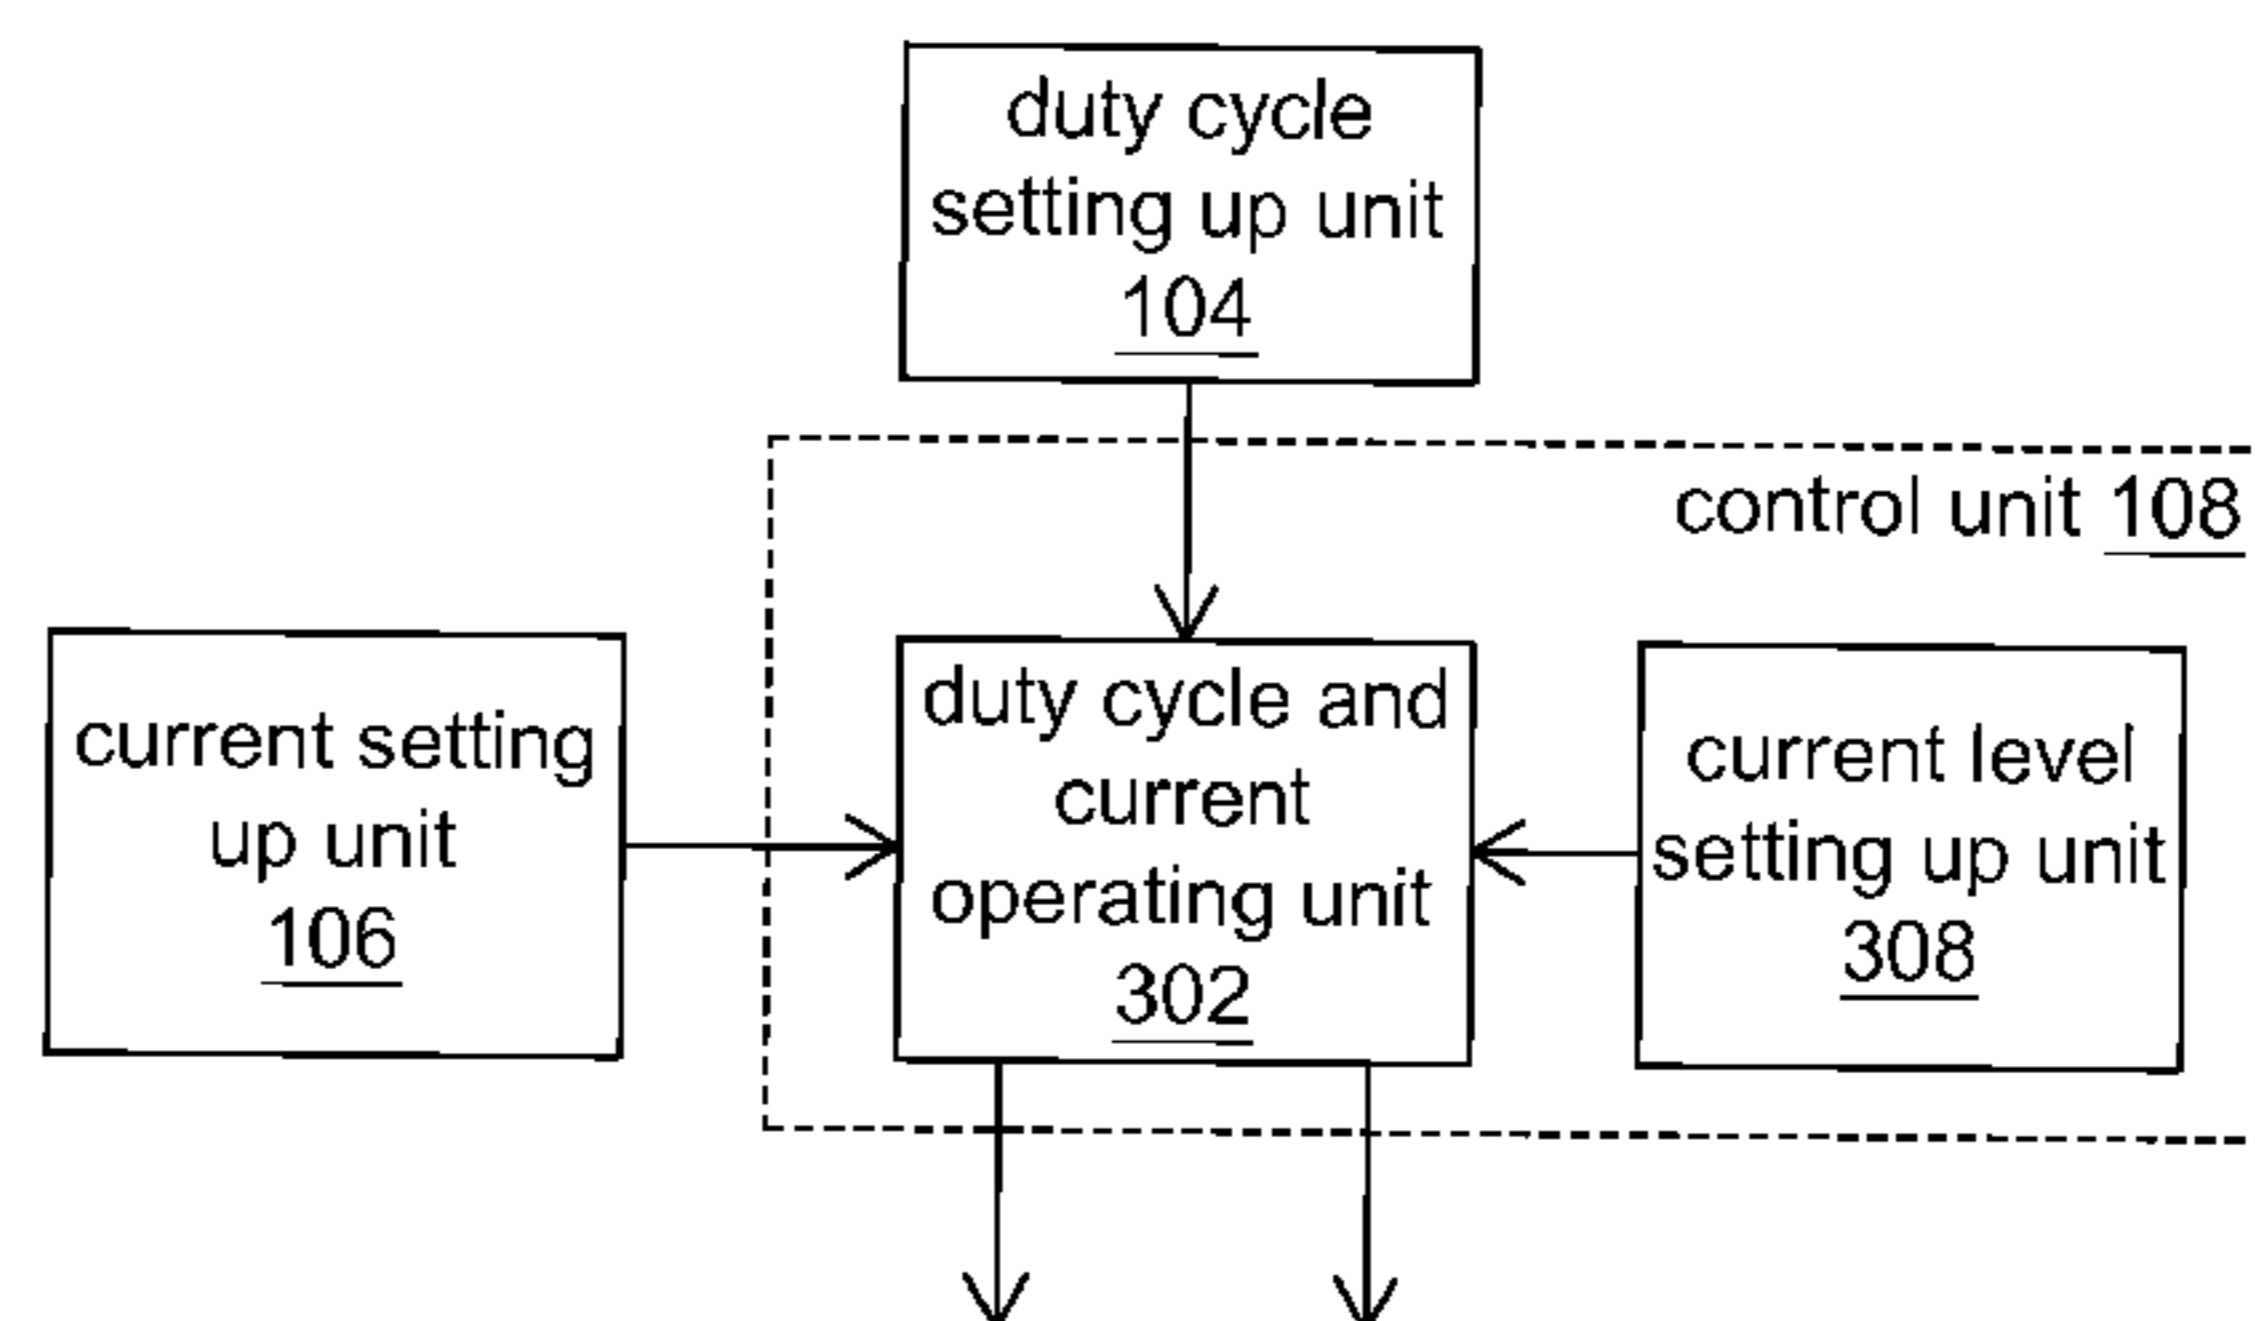 duty cycle
setting up unit
104
control unit 108
current setting
up unit
106
duty cycle and
current
operating unit
302
current level
setting up unit
308